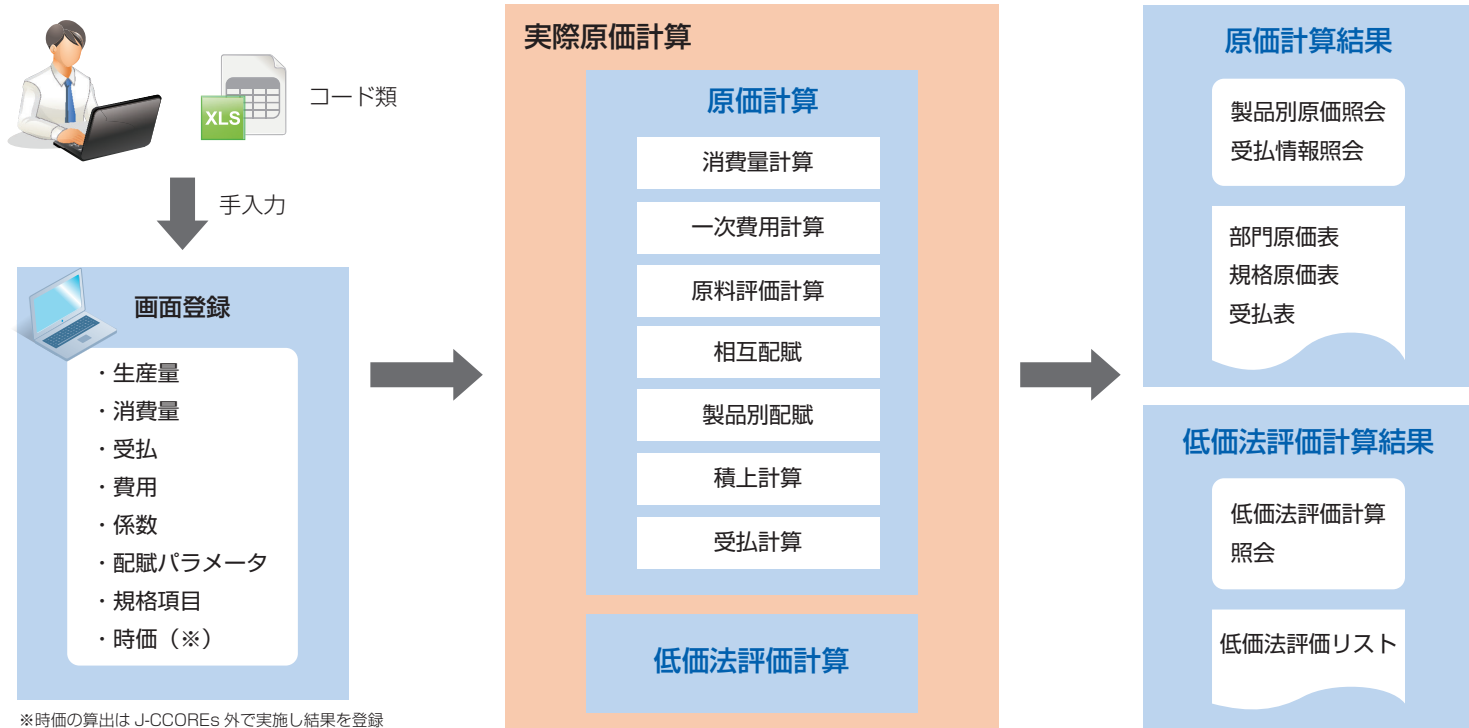 コード類
XLS
手入力
画面登録
・生産量
・消費量
・受払
・費用
・係数
・配賦パラメータ
・規格項目
・時価（※）
※時価の算出は J-CCOREs 外で実施し結果を登録
実際原価計算
原価計算
消費量計算
一次費用計算
原料評価計算
相互配賦
製品別配賦
積上計算
受払計算
低価法評価計算
原価計算結果
製品別原価照会
受払情報照会
部門原価表
規格原価表
受払表
低価法評価計算結果
低価法評価計算
照会
低価法評価リスト